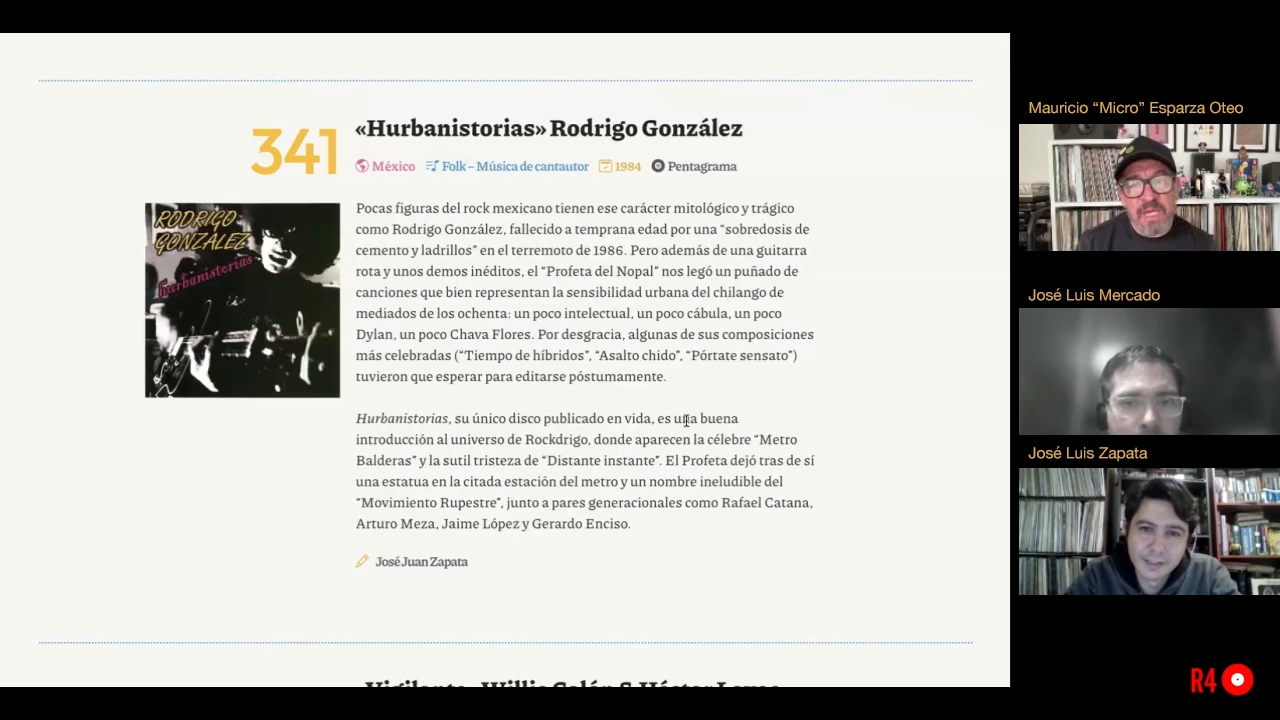 341
«Hurbanistorias» Rodrigo González
México Folk – Música de cantautor 1984 Pentagrama
RODRIGO
GONZALEZ
hurbanistorias
Pocas figuras del rock mexicano tienen ese carácter mitológico y trágico
como Rodrigo González, fallecido a temprana edad por una “sobredosis de
cemento y ladrillos” en el terremoto de 1986. Pero además de una guitarra
rota y unos demos inéditos, el “Profeta del Nopal” nos legó un puñado de
canciones que bien representan la sensibilidad urbana del chilango de
mediados de los ochenta: un poco intelectual, un poco cábula, un poco
Dylan, un poco Chava Flores. Por desgracia, algunas de sus composiciones
más celebradas (“Tiempo de híbridos”, “Asalto chido”, “Pórtate sensato”)
tuvieron que esperar para editarse póstumamente.
Hurbanistorias, su único disco publicado en vida, es una buena
introducción al universo de Rockdrigo, donde aparecen la célebre “Metro
Balderas” y la sutil tristeza de “Distante instante”. El Profeta dejó tras de sí
una estatua en la citada estación del metro y un nombre ineludible del
“Movimiento Rupestre”, junto a pares generacionales como Rafael Catana,
Arturo Meza, Jaime López y Gerardo Enciso.
José Juan Zapata
Vigilante Willie Colón & Héctor Lavoe
Mauricio “Micro” Esparza Oteo
José Luis Mercado
José Luis Zapata
R4